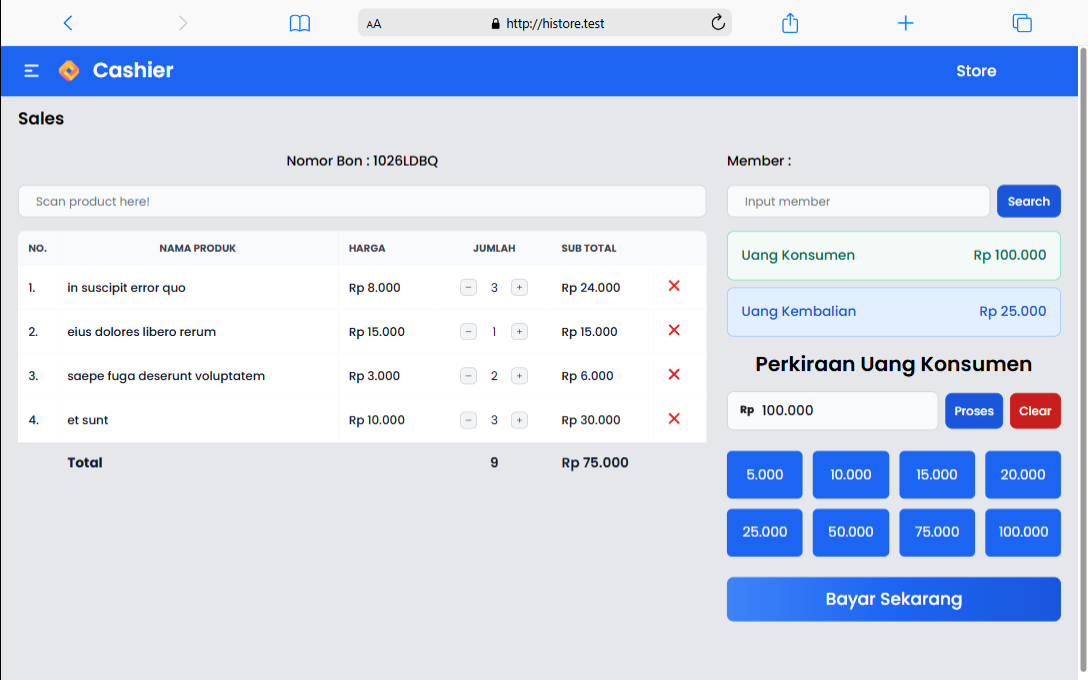 AA http://histore.test
Cashier Store
Sales
Nomor Bon : 1026LDBQ
Scan product here!
NO. NAMA PRODUK HARGA JUMLAH SUB TOTAL
1. in suscipit error quo Rp 8.000 − 3 + Rp 24.000
2. eius dolores libero rerum Rp 15.000 − 1 + Rp 15.000
3. saepe fuga deserunt voluptatem Rp 3.000 − 2 + Rp 6.000
4. et sunt Rp 10.000 − 3 + Rp 30.000
Total 9 Rp 75.000
Member :
Input member Search
Uang Konsumen Rp 100.000
Uang Kembalian Rp 25.000
Perkiraan Uang Konsumen
Rp 100.000 Proses Clear
5.000 10.000 15.000 20.000
25.000 50.000 75.000 100.000
Bayar Sekarang